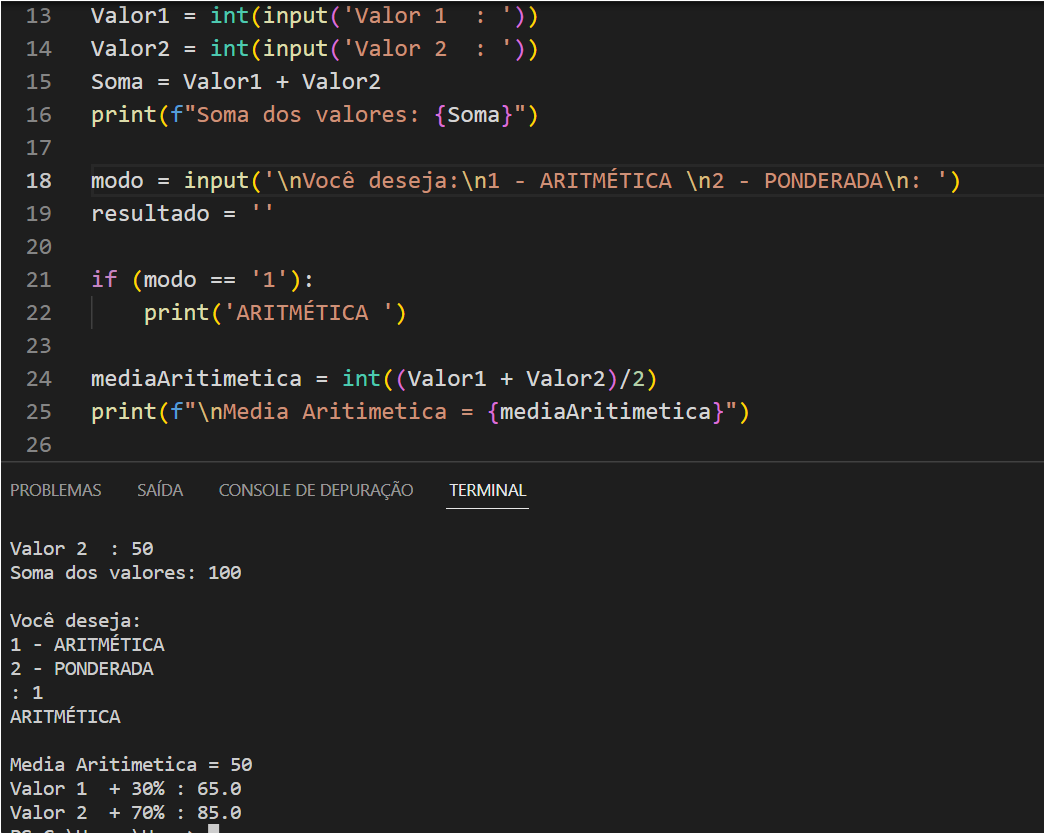 13 Valor1 = int(input('Valor 1  : '))
14 Valor2 = int(input('Valor 2  : '))
15 Soma = Valor1 + Valor2
16 print(f"Soma dos valores: {Soma}")
17
18 modo = input('\nVocê deseja:\n1 - ARITMÉTICA \n2 - PONDERADA\n: ')
19 resultado = ''
20
21 if (modo == '1'):
22     print('ARITMÉTICA ')
23
24 mediaAritimetica = int((Valor1 + Valor2)/2)
25 print(f"\nMedia Aritimetica = {mediaAritimetica}")
26
PROBLEMAS SAÍDA CONSOLE DE DEPURAÇÃO TERMINAL
Valor 2  : 50
Soma dos valores: 100
Você deseja:
1 - ARITMÉTICA
2 - PONDERADA
: 1
ARITMÉTICA
Media Aritimetica = 50
Valor 1  + 30% : 65.0
Valor 2  + 70% : 85.0